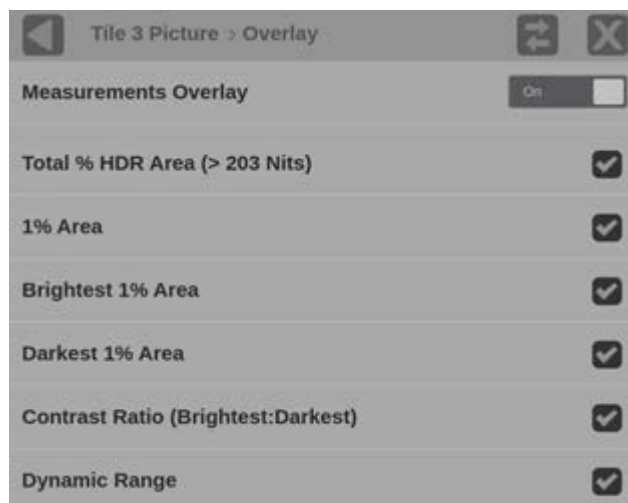 Tile 3 Picture › Overlay
Measurements Overlay
On
Total % HDR Area (> 203 Nits)
1% Area
Brightest 1% Area
Darkest 1% Area
Contrast Ratio (Brightest:Darkest)
Dynamic Range